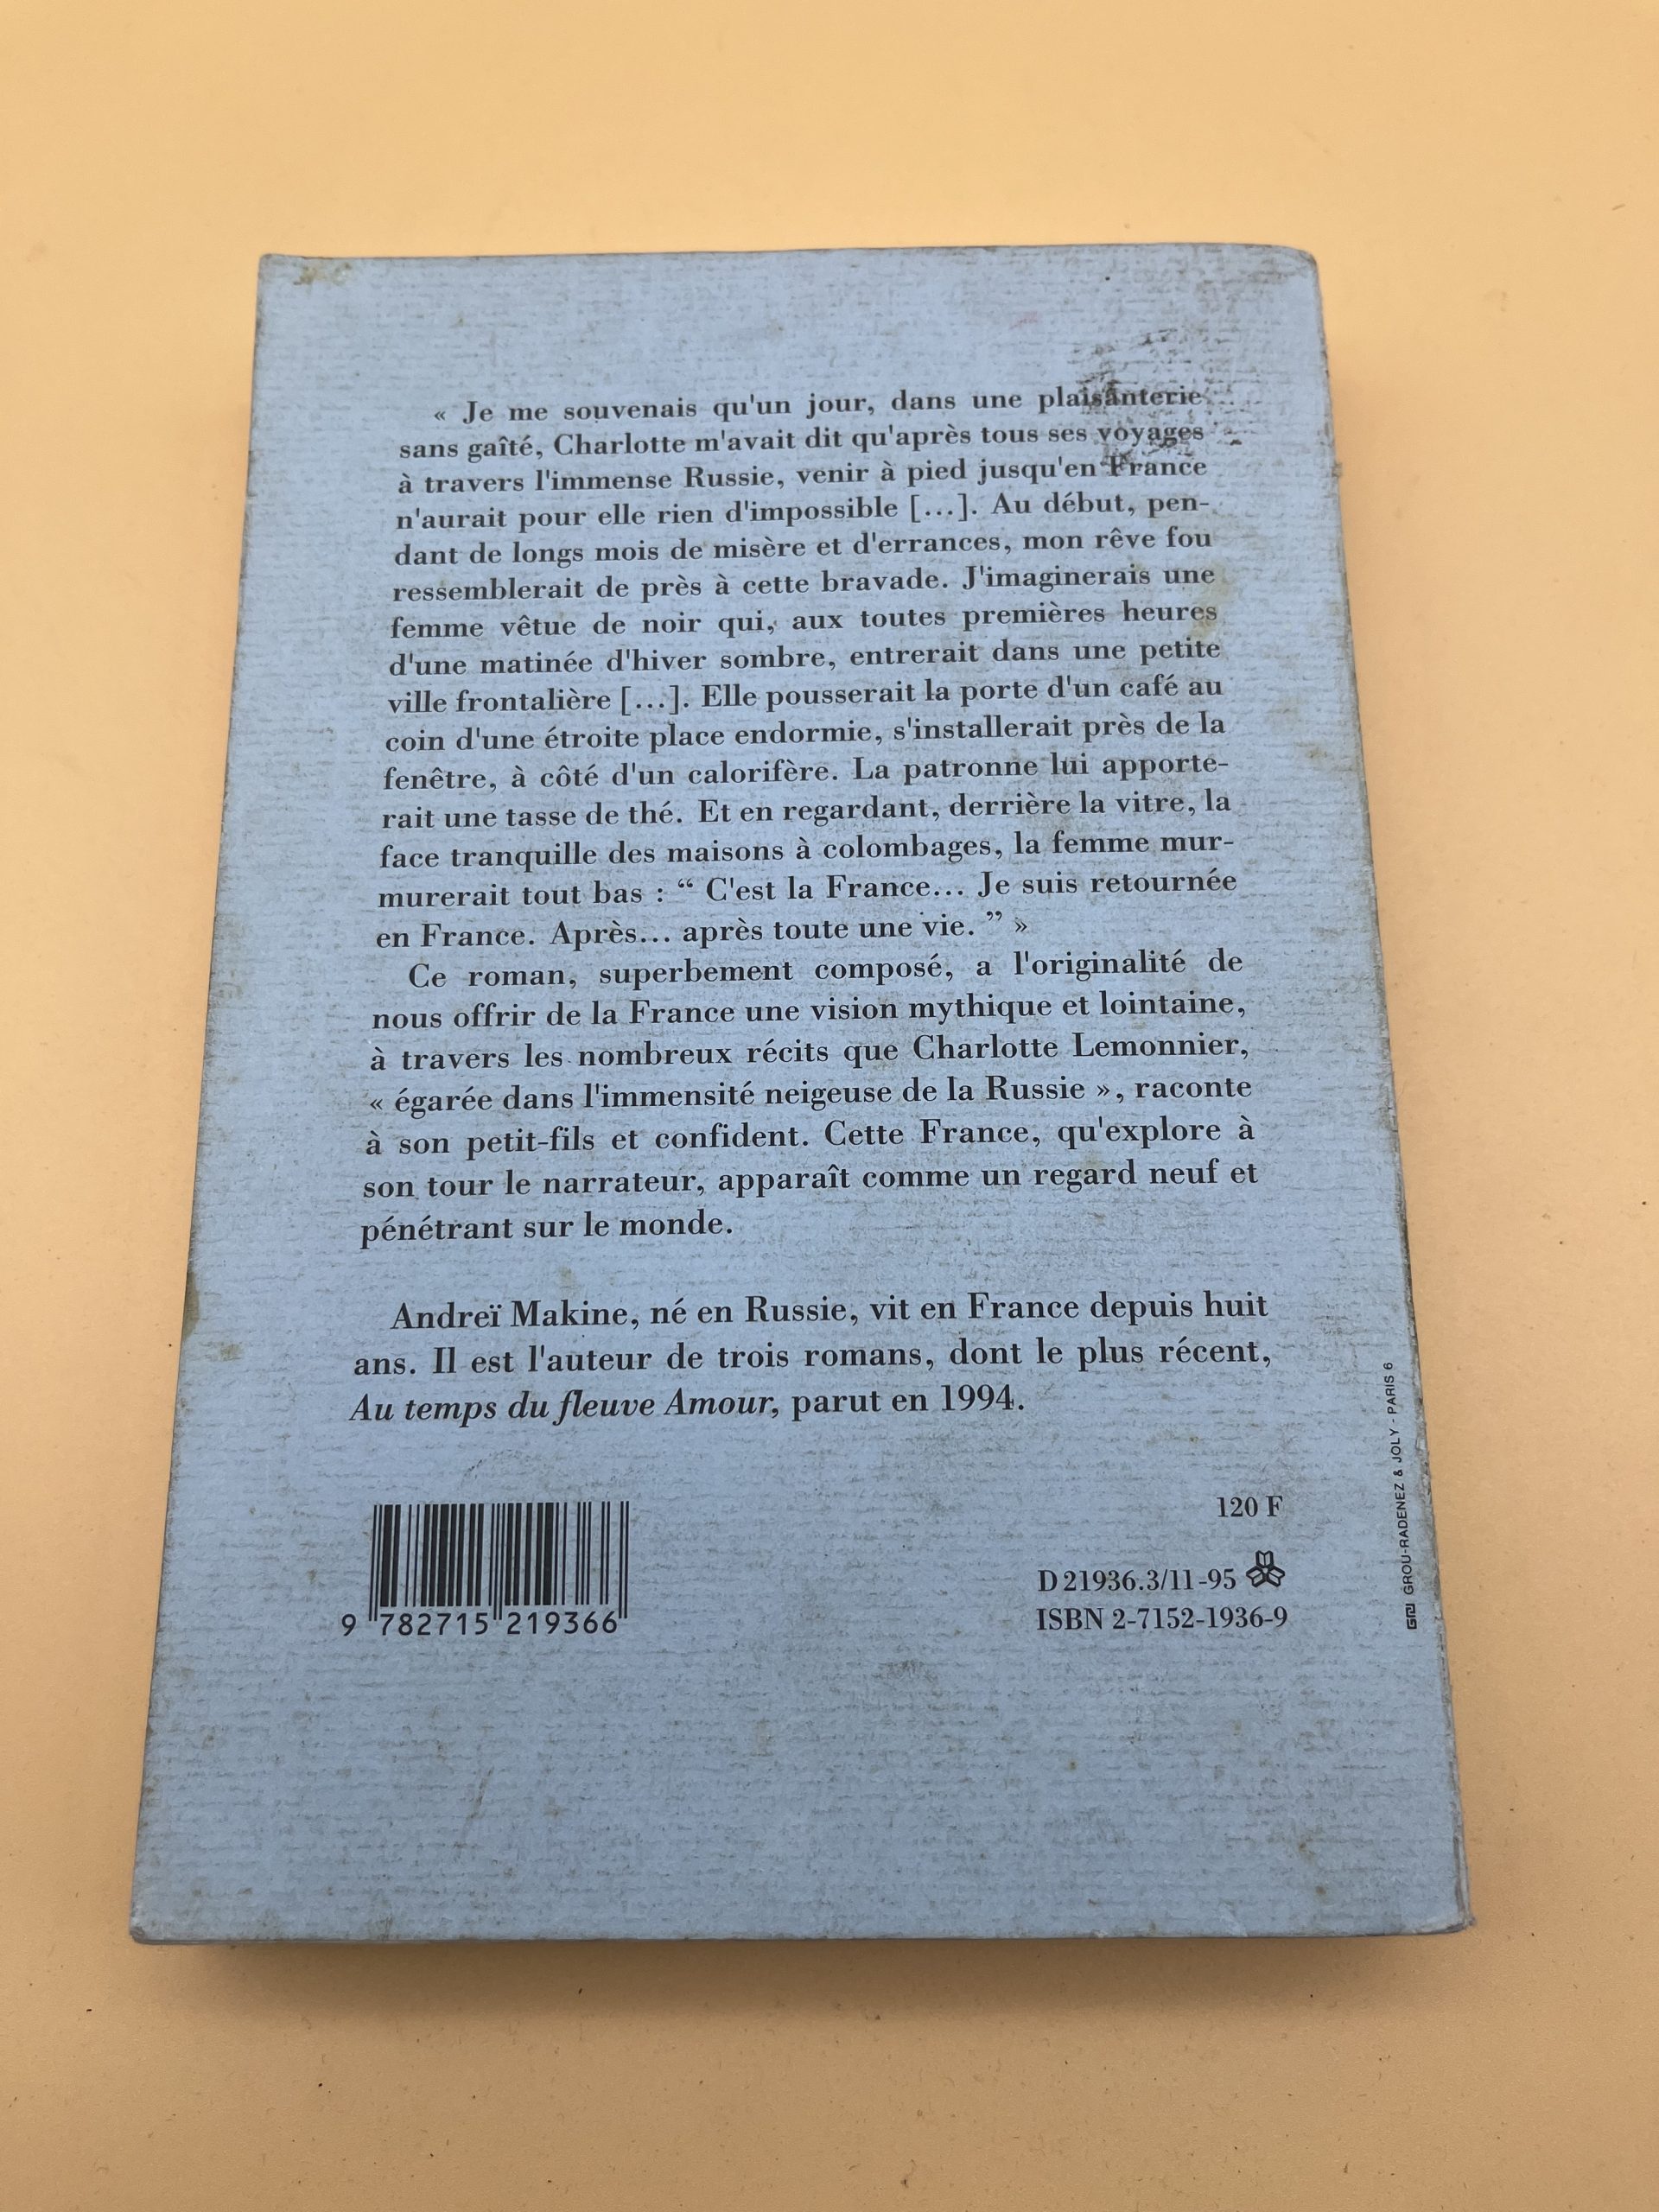 « Je me souvenais qu'un jour, dans une plaisanterie
sans gaîté, Charlotte m'avait dit qu'après tous ses voyages
à travers l'immense Russie, venir à pied jusqu'en France
n'aurait pour elle rien d'impossible [...]. Au début, pen-
dant de longs mois de misère et d'errances, mon rêve fou
ressemblerait de près à cette bravade. J'imaginerais une
femme vêtue de noir qui, aux toutes premières heures
d'une matinée d'hiver sombre, entrerait dans une petite
ville frontalière [...]. Elle pousserait la porte d'un café au
coin d'une étroite place endormie, s'installerait près de la
fenêtre, à côté d'un calorifère. La patronne lui apporte-
rait une tasse de thé. Et en regardant, derrière la vitre, la
face tranquille des maisons à colombages, la femme mur-
murerait tout bas : “ C'est la France... Je suis retournée
en France. Après... après toute une vie. ” »
Ce roman, superbement composé, a l'originalité de
nous offrir de la France une vision mythique et lointaine,
à travers les nombreux récits que Charlotte Lemonnier,
« égarée dans l'immensité neigeuse de la Russie », raconte
à son petit-fils et confident. Cette France, qu'explore à
son tour le narrateur, apparaît comme un regard neuf et
pénétrant sur le monde.
Andreï Makine, né en Russie, vit en France depuis huit
ans. Il est l'auteur de trois romans, dont le plus récent,
Au temps du fleuve Amour, parut en 1994.
120 F
D 21936.3/11-95
ISBN 2-7152-1936-9
9 782715 219366
GROU-RADENEZ & JOLY - PARIS 6